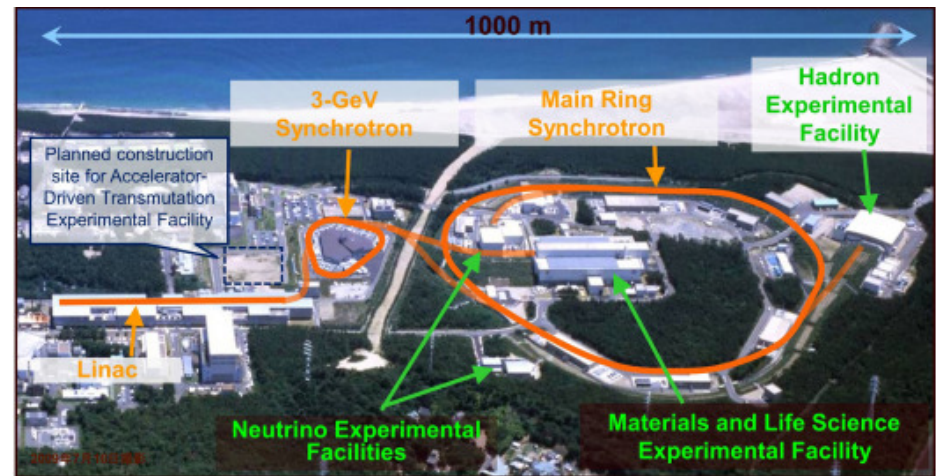 1000 m
3-GeV
Synchrotron
Main Ring
Synchrotron
Hadron
Experimental
Facility
Planned construction
site for Accelerator-
Driven Transmutation
Experimental Facility
Linac
Neutrino Experimental
Facilities
Materials and Life Science
Experimental Facility